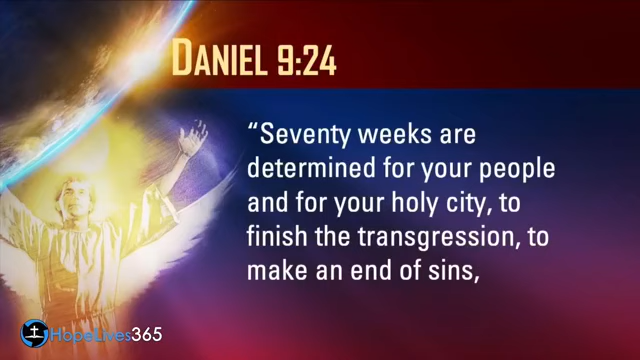 DANIEL 9:24
“Seventy weeks are
determined for your people
and for your holy city, to
finish the transgression, to
make an end of sins,
HopeLives365